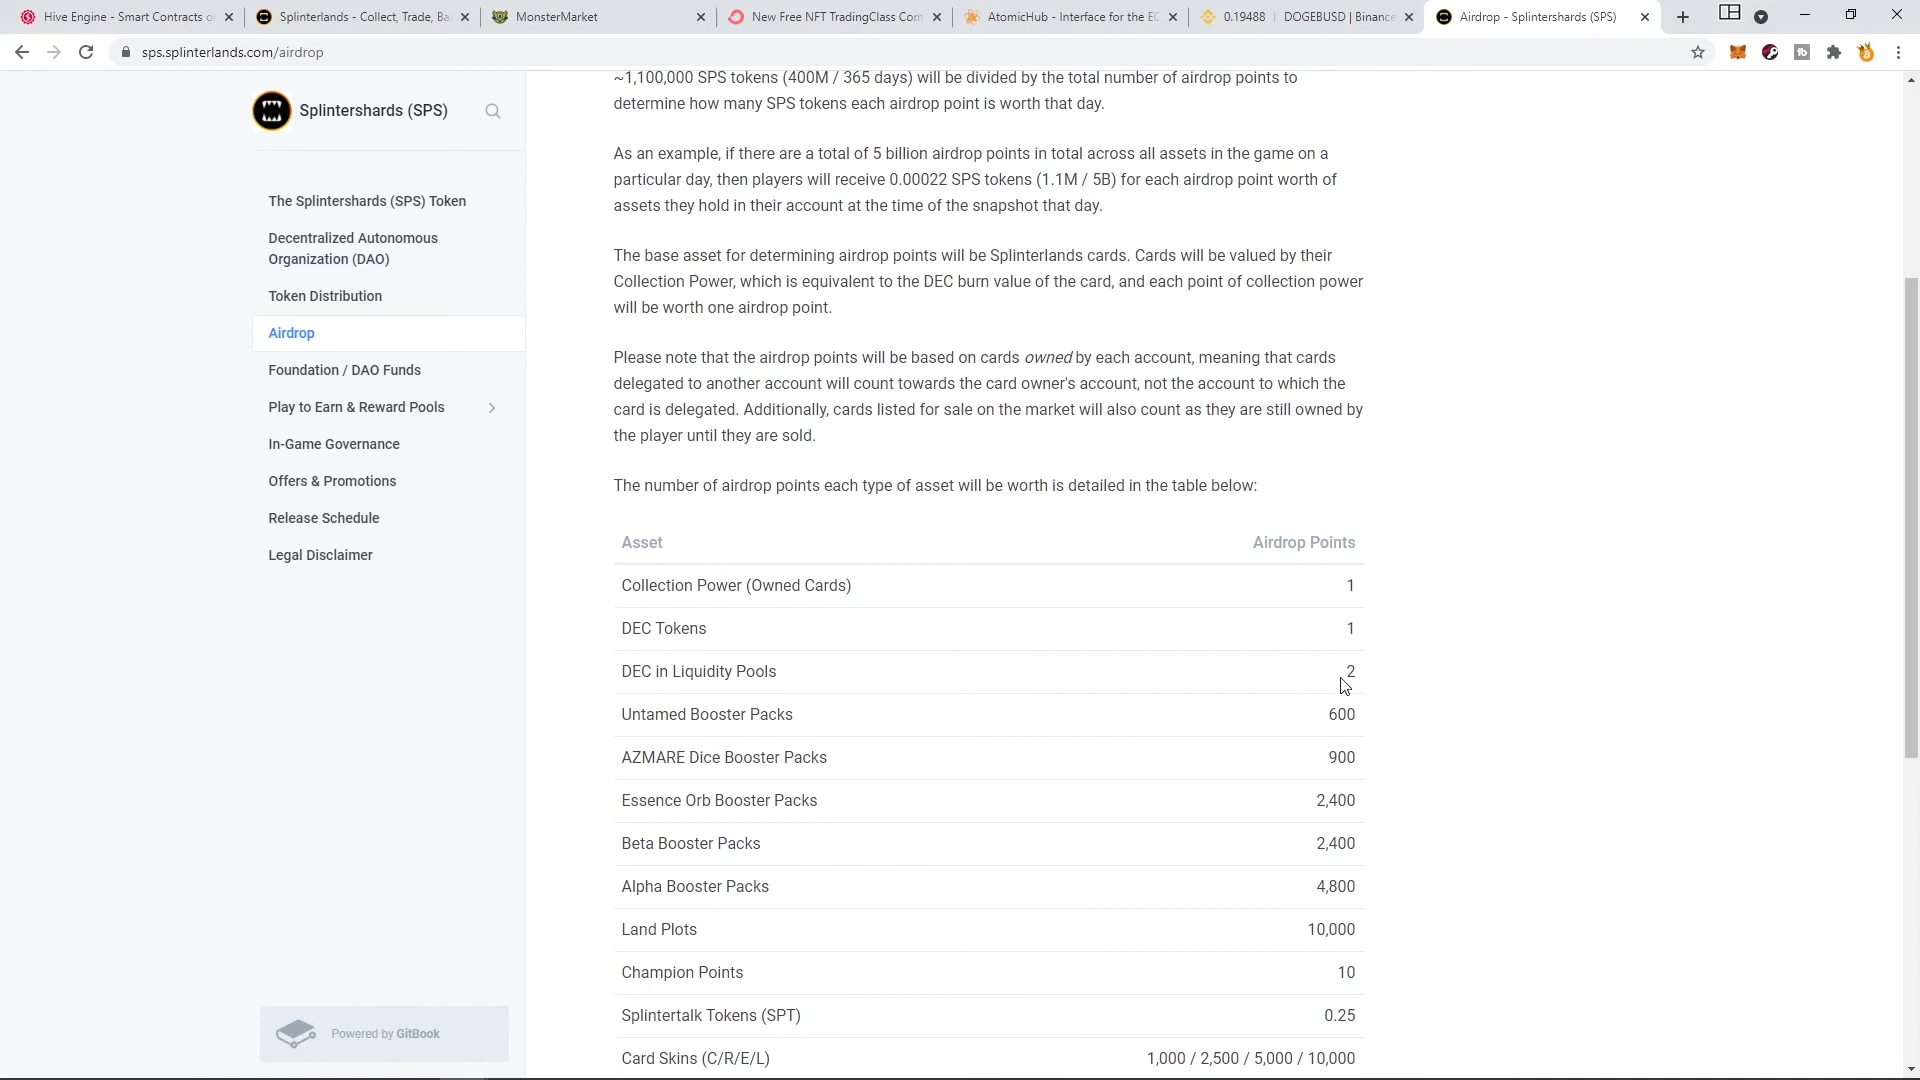 Hive Engine - Smart Contracts o
Splinterlands - Collect, Trade, Ba
MonsterMarket
New Free NFT TradingClass Com
AtomicHub - Interface for the EO
0.19488 | DOGEBUSD | Binance
Airdrop - Splintershards (SPS)
sps.splinterlands.com/airdrop
Splintershards (SPS)
The Splintershards (SPS) Token
Decentralized Autonomous
Organization (DAO)
Token Distribution
Airdrop
Foundation / DAO Funds
Play to Earn & Reward Pools
In-Game Governance
Offers & Promotions
Release Schedule
Legal Disclaimer
Powered by GitBook
~1,100,000 SPS tokens (400M / 365 days) will be divided by the total number of airdrop points to
determine how many SPS tokens each airdrop point is worth that day.
As an example, if there are a total of 5 billion airdrop points in total across all assets in the game on a
particular day, then players will receive 0.00022 SPS tokens (1.1M / 5B) for each airdrop point worth of
assets they hold in their account at the time of the snapshot that day.
The base asset for determining airdrop points will be Splinterlands cards. Cards will be valued by their
Collection Power, which is equivalent to the DEC burn value of the card, and each point of collection power
will be worth one airdrop point.
Please note that the airdrop points will be based on cards owned by each account, meaning that cards
delegated to another account will count towards the card owner's account, not the account to which the
card is delegated. Additionally, cards listed for sale on the market will also count as they are still owned by
the player until they are sold.
The number of airdrop points each type of asset will be worth is detailed in the table below:
Asset Airdrop Points
Collection Power (Owned Cards) 1
DEC Tokens 1
DEC in Liquidity Pools 2
Untamed Booster Packs 600
AZMARE Dice Booster Packs 900
Essence Orb Booster Packs 2,400
Beta Booster Packs 2,400
Alpha Booster Packs 4,800
Land Plots 10,000
Champion Points 10
Splintertalk Tokens (SPT) 0.25
Card Skins (C/R/E/L) 1,000 / 2,500 / 5,000 / 10,000